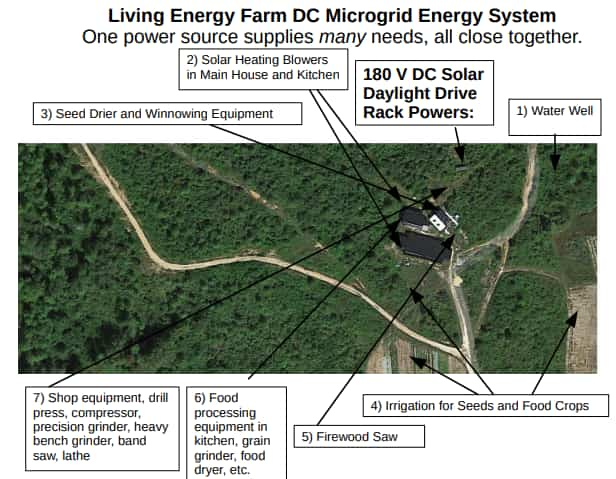 Living Energy Farm DC Microgrid Energy System
One power source supplies many needs, all close together.
2) Solar Heating Blowers
in Main House and Kitchen
180 V DC Solar
Daylight Drive
Rack Powers:
1) Water Well
3) Seed Drier and Winnowing Equipment
7) Shop equipment, drill
press, compressor,
precision grinder, heavy
bench grinder, band
saw, lathe
6) Food
processing
equipment in
kitchen, grain
grinder, food
dryer, etc.
5) Firewood Saw
4) Irrigation for Seeds and Food Crops